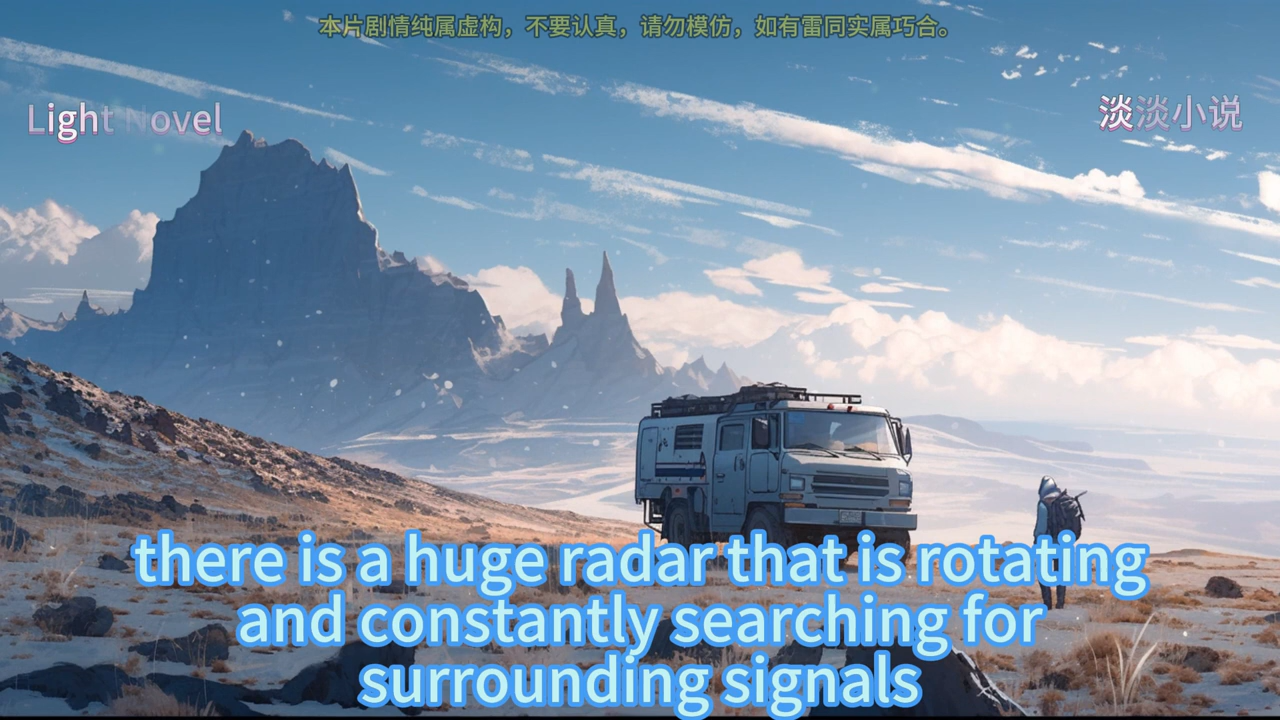 本片剧情纯属虚构，不要认真，请勿模仿，如有雷同实属巧合。
Light Novel
淡淡小说
there is a huge radar that is rotating
and constantly searching for
surrounding signals